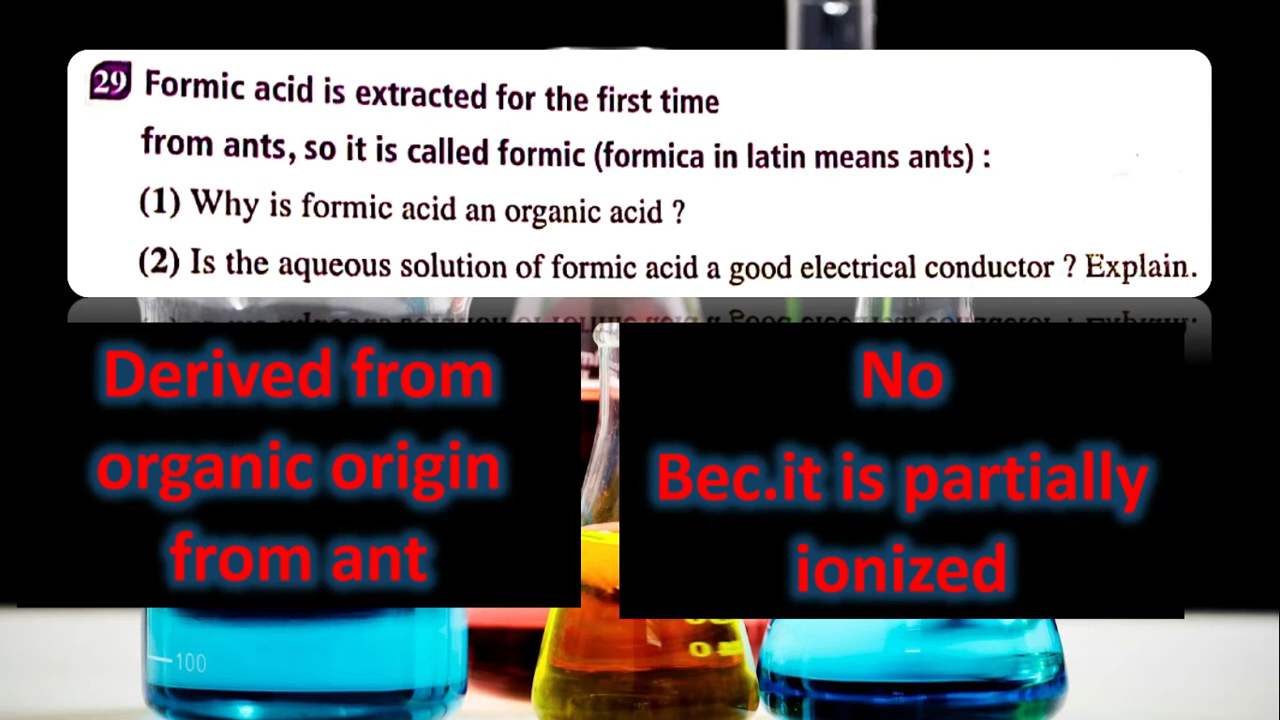 29 Formic acid is extracted for the first time
from ants, so it is called formic (formica in latin means ants) :
(1) Why is formic acid an organic acid ?
(2) Is the aqueous solution of formic acid a good electrical conductor ? Explain.
Derived from
organic origin
from ant
No
Bec.it is partially
ionized
100